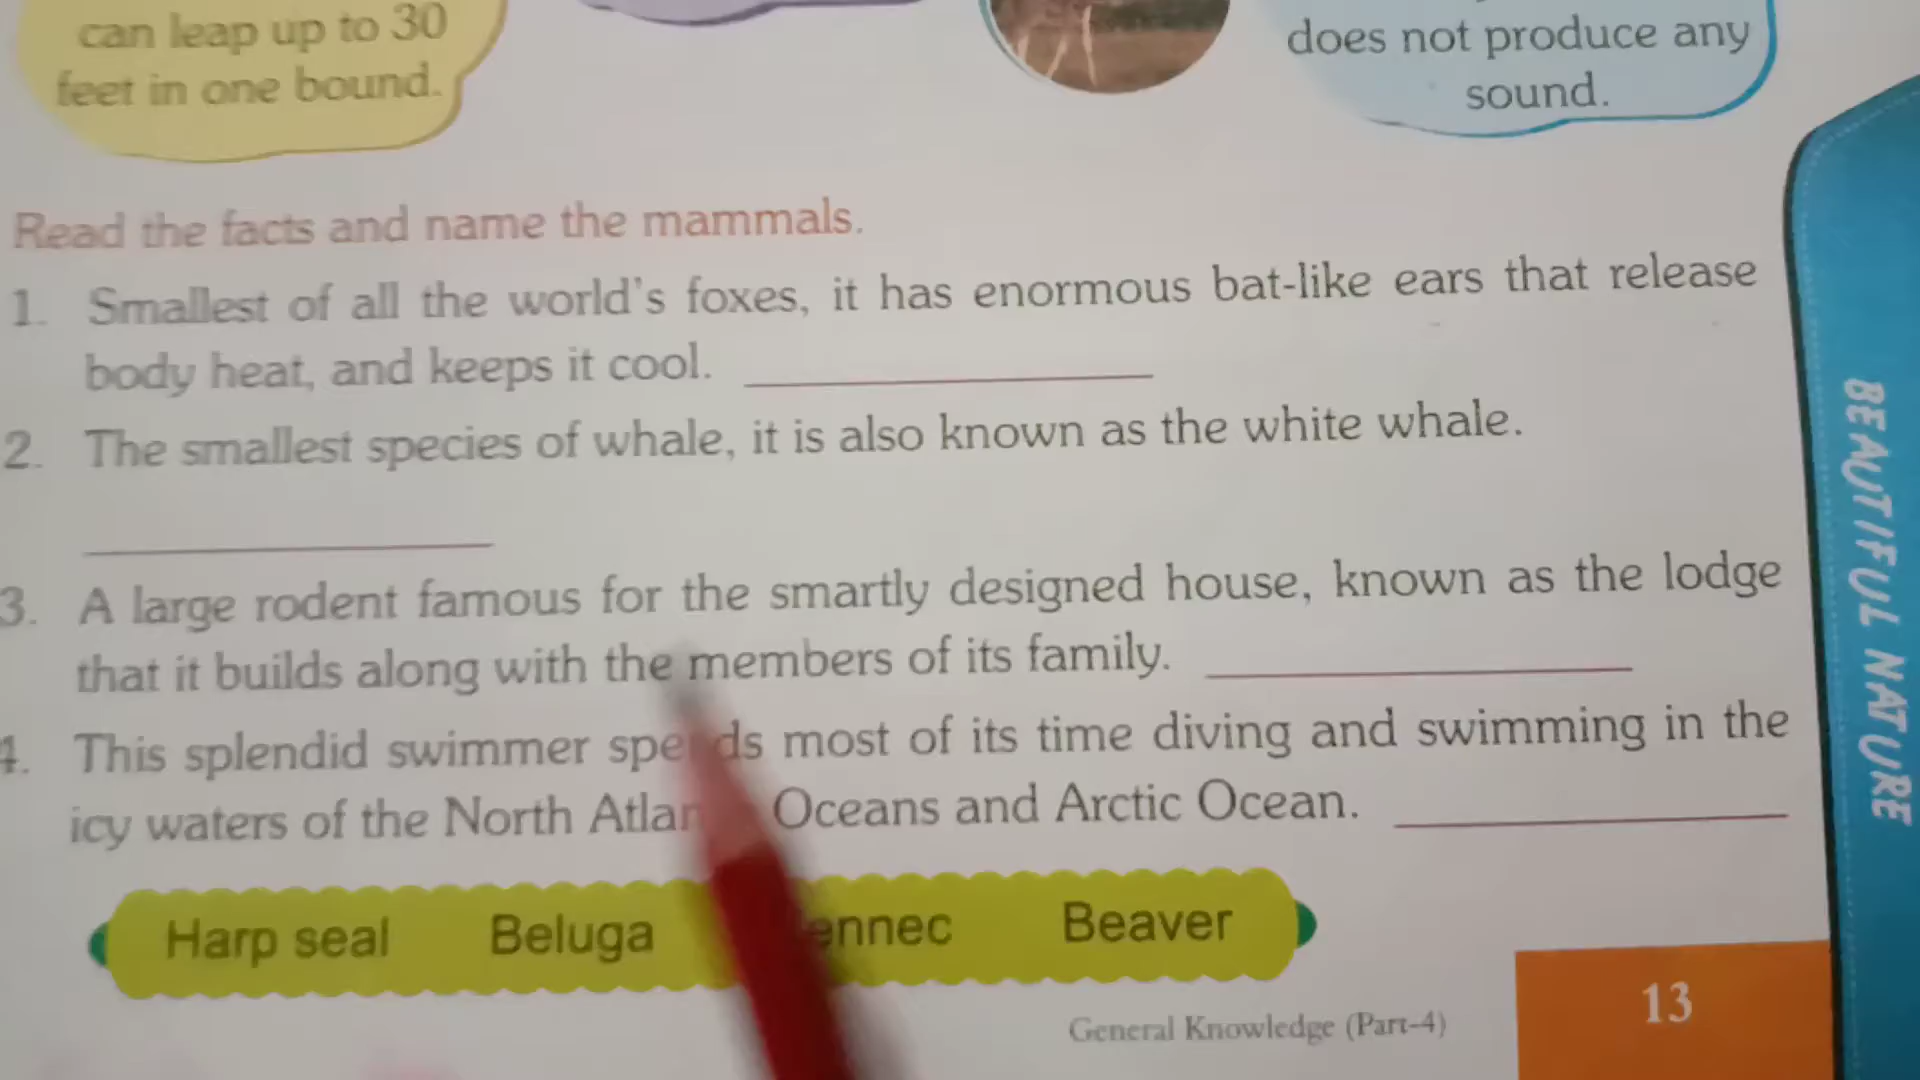 can leap up to 30
feet in one bound.
does not produce any
sound.
Read the facts and name the mammals.
1. Smallest of all the world's foxes, it has enormous bat-like ears that release
body heat, and keeps it cool.
2. The smallest species of whale, it is also known as the white whale.
3. A large rodent famous for the smartly designed house, known as the lodge
that it builds along with the members of its family.
4. This splendid swimmer spends most of its time diving and swimming in the
icy waters of the North Oceans and Arctic Ocean.
Harp seal Beluga Beaver
General Knowledge (Part-4)
13
BEAUTIFUL NATURE